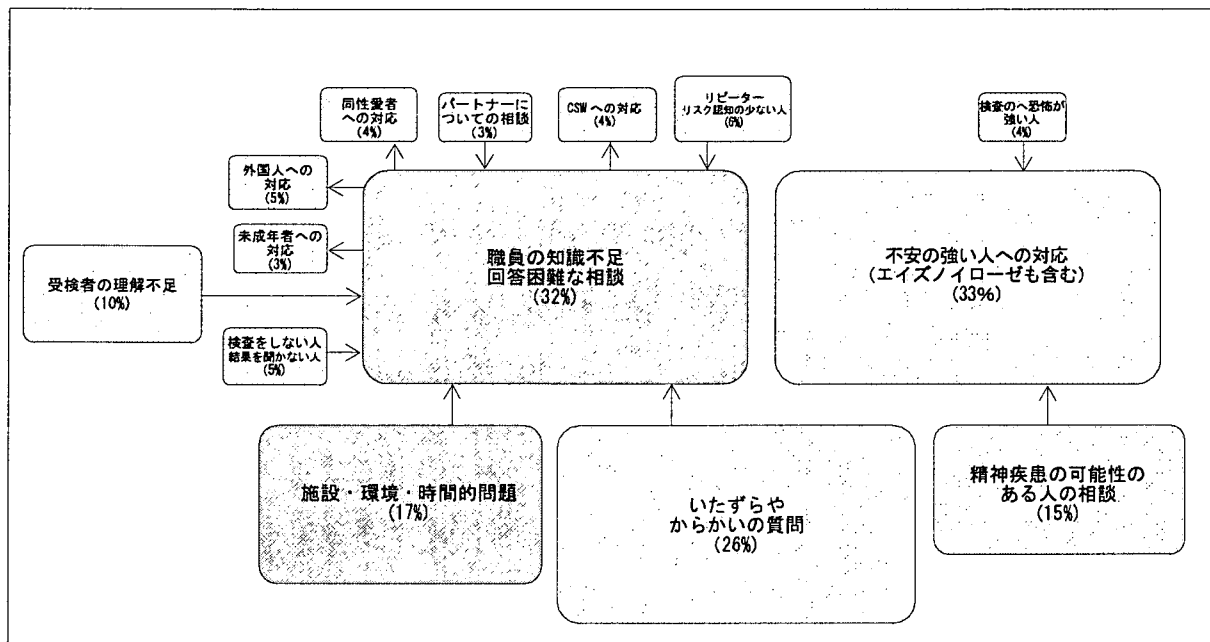 同性愛者
への対応
(4%)
パートナーに
ついての相談
(3%)
CSWへの対応
(4%)
リピーター
リスク認知の少ない人
(6%)
検査のへ恐怖が
強い人
(4%)
外国人への
対応
(5%)
未成年者への
対応
(3%)
受検者の理解不足
(10%)
検査をしない人
結果を聞かない人
(5%)
職員の知識不足
回答困難な相談
(32%)
不安の強い人への対応
(エイズノイローゼも含む)
(33%)
施設・環境・時間的問題
(17%)
いたずらや
からかいの質問
(26%)
精神疾患の可能性の
ある人の相談
(15%)